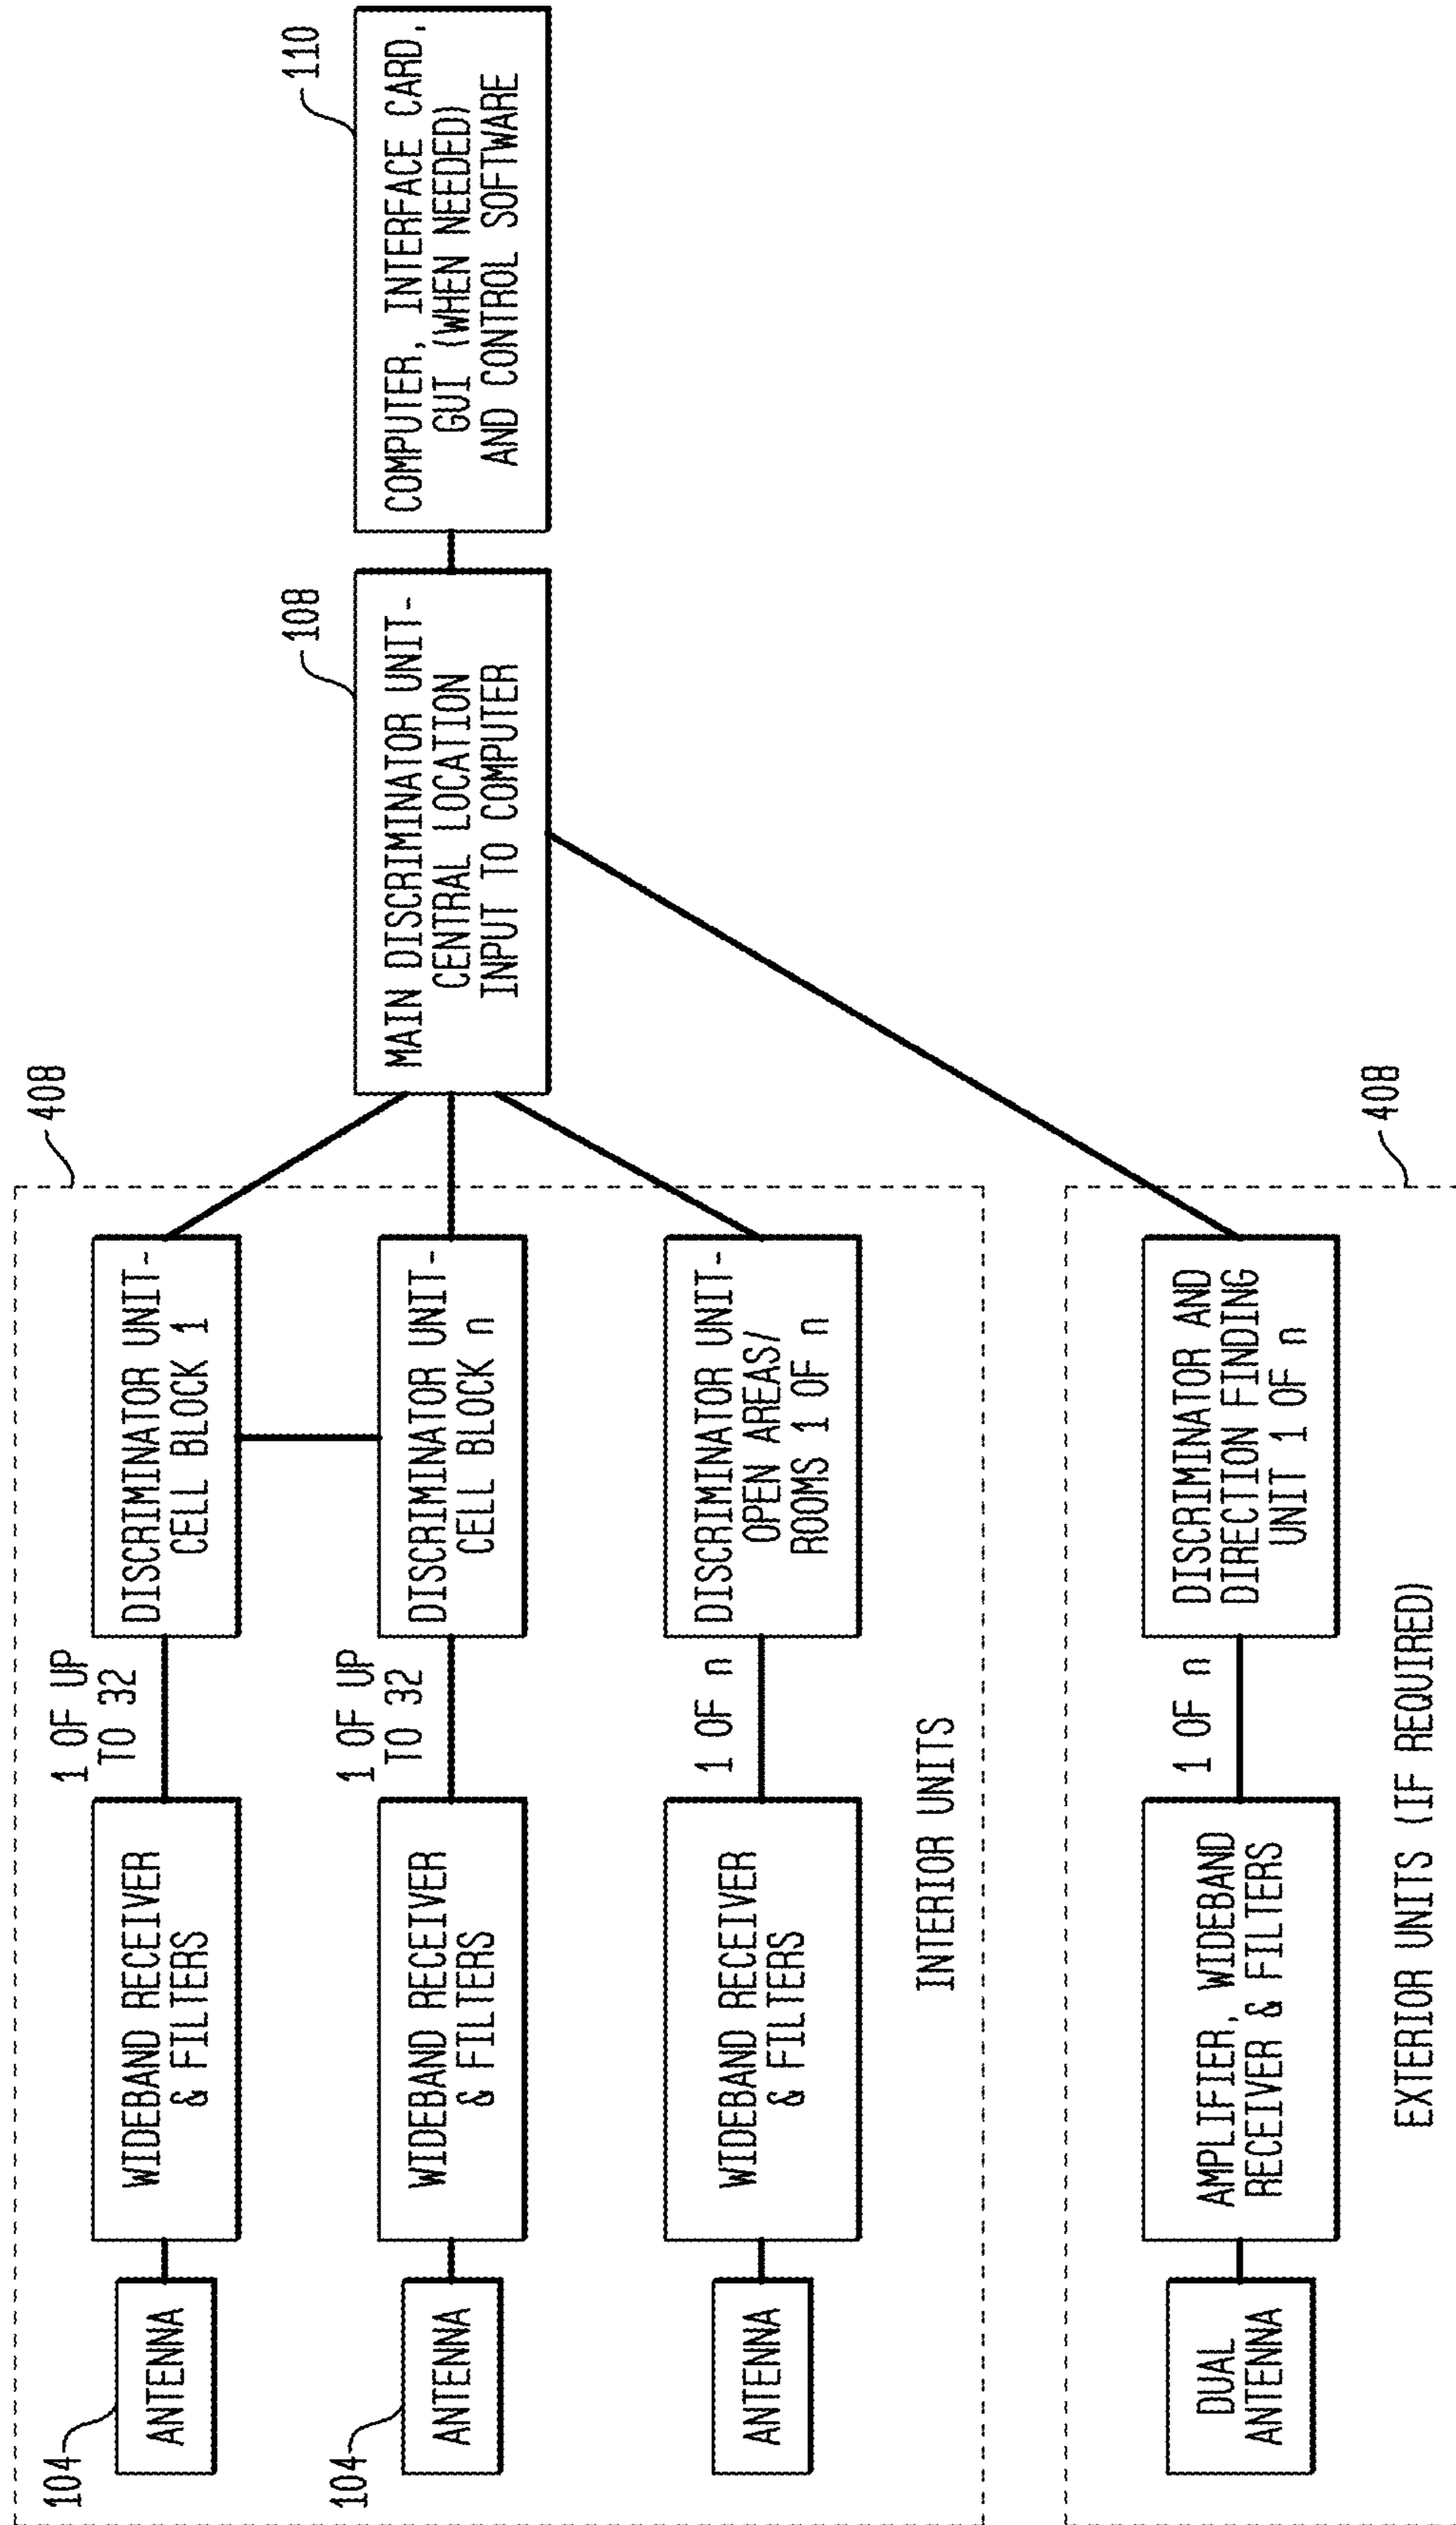 408
104
ANTENNA
WIDEBAND RECEIVER
& FILTERS
1 OF UP
TO 32
DISCRIMINATOR UNIT-
CELL BLOCK 1
104
ANTENNA
WIDEBAND RECEIVER
& FILTERS
1 OF UP
TO 32
DISCRIMINATOR UNIT-
CELL BLOCK n
ANTENNA
WIDEBAND RECEIVER
& FILTERS
1 OF n
DISCRIMINATOR UNIT-
OPEN AREAS/
ROOMS 1 OF n
INTERIOR UNITS
108
MAIN DISCRIMINATOR UNIT-
CENTRAL LOCATION
INPUT TO COMPUTER
110
COMPUTER, INTERFACE CARD,
GUI (WHEN NEEDED)
AND CONTROL SOFTWARE
DUAL
ANTENNA
AMPLIFIER, WIDEBAND
RECEIVER & FILTERS
1 OF n
DISCRIMINATOR AND
DIRECTION FINDING
UNIT 1 OF n
408
EXTERIOR UNITS (IF REQUIRED)